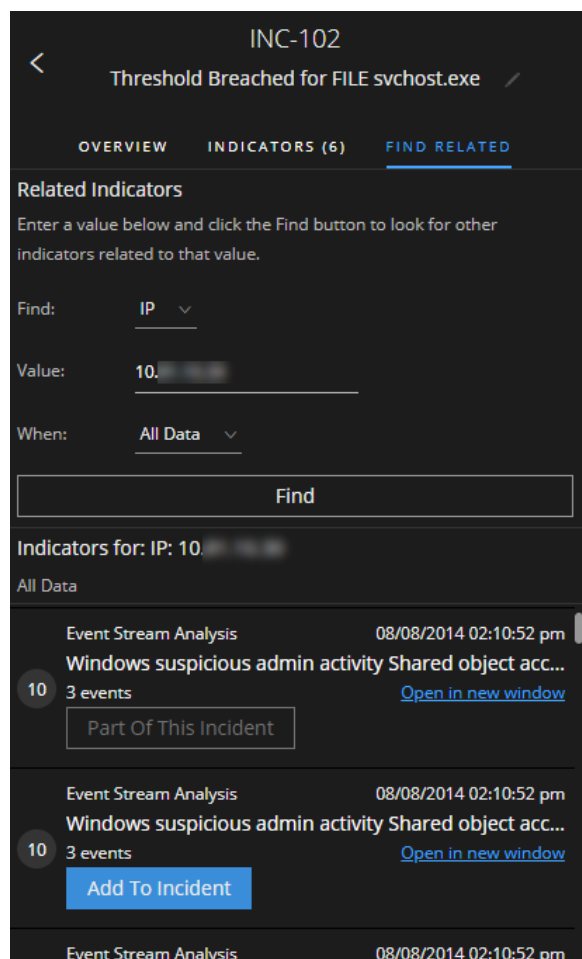 INC-102
Threshold Breached for FILE svchost.exe
OVERVIEW INDICATORS (6) FIND RELATED
Related Indicators
Enter a value below and click the Find button to look for other
indicators related to that value.
Find: IP
Value: 10.
When: All Data
Find
Indicators for: IP: 10.
All Data
Event Stream Analysis 08/08/2014 02:10:52 pm
Windows suspicious admin activity Shared object acc...
10 3 events Open in new window
Part Of This Incident
Event Stream Analysis 08/08/2014 02:10:52 pm
Windows suspicious admin activity Shared object acc...
10 3 events Open in new window
Add To Incident
Event Stream Analysis 08/08/2014 02:10:52 pm